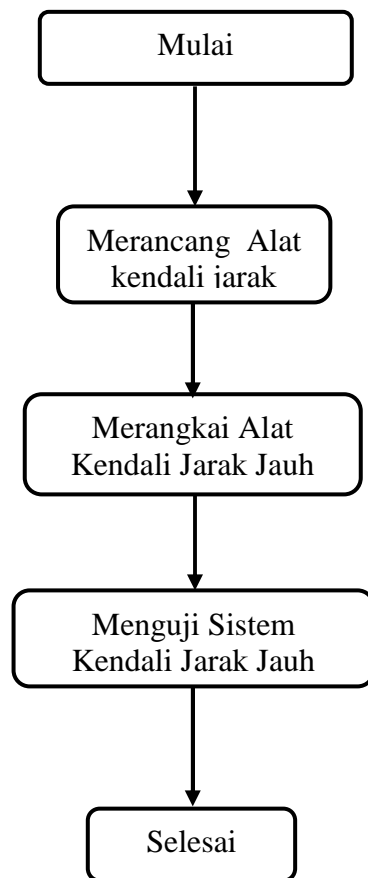 Mulai
Merancang Alat
kendali jarak
Merangkai Alat
Kendali Jarak Jauh
Menguji Sistem
Kendali Jarak Jauh
Selesai